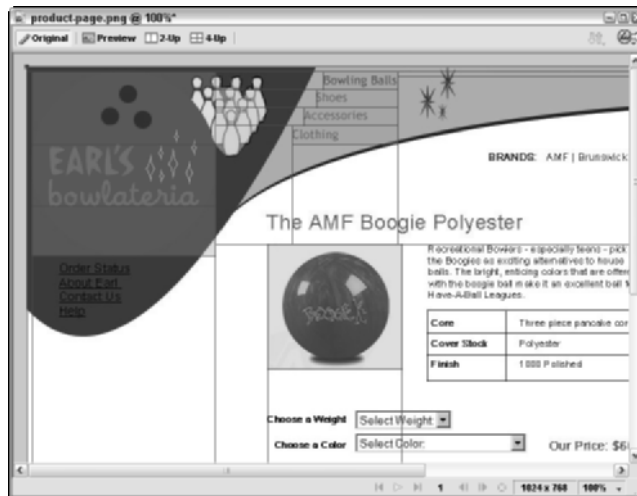 product-page.png @ 100%*
Original Preview 2-Up 4-Up
Bowling Balls
Shoes
Accessories
Clothing
EARL'S
bowlateria
BRANDS: AMF | Brunswick
The AMF Boogie Polyester
Order Status
About Earl
Contact Us
Help
BOOGIE
Recreational Bowlers - especially teens - pick
the Boogies as exciting alternatives to house
balls. The bright, enticing colors that are offere
with the boogie ball make it an excellent ball f
Have-A-Ball Leagues.
Core Three piece pancake cor
Cover Stock Polyester
Finish 1000 Polished
Choose a Weight Select Weight:
Choose a Color Select Color:
Our Price: $6
1 1024 x 768 100%